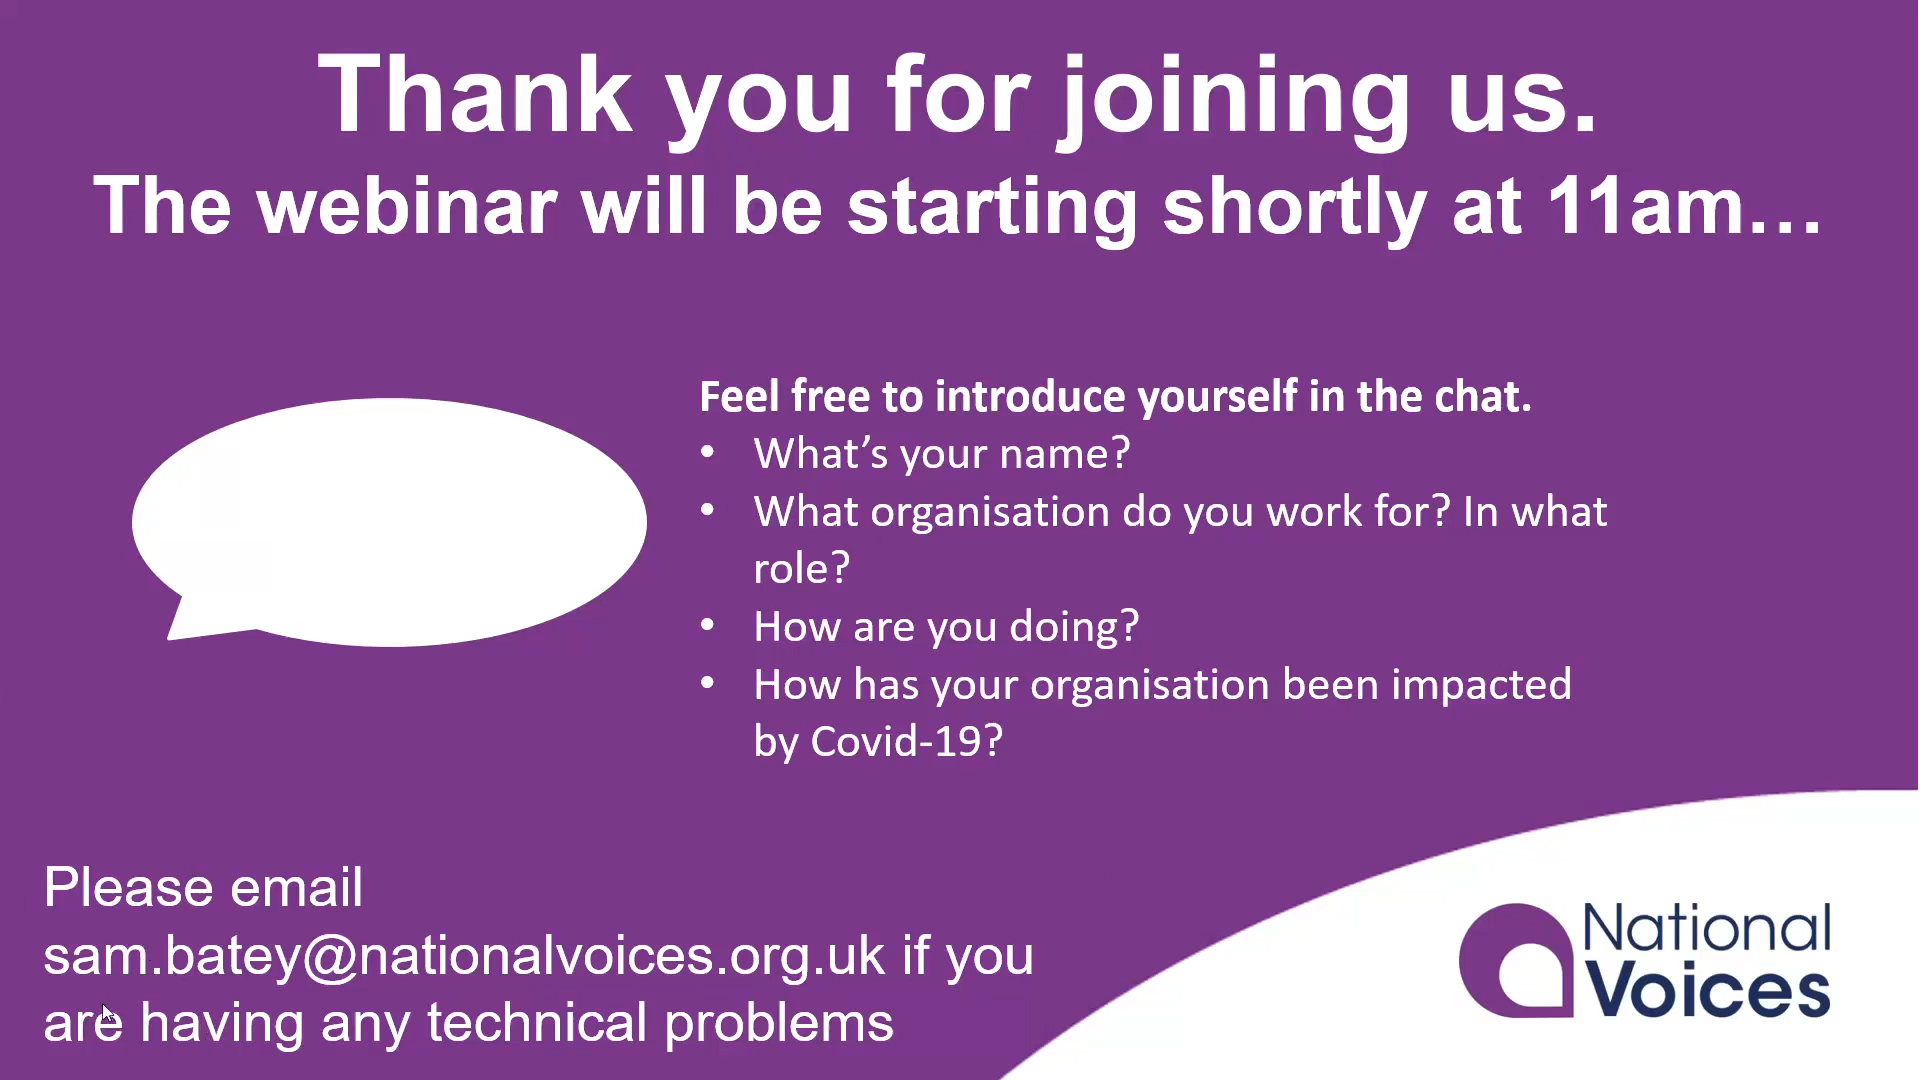 Thank you for joining us.
The webinar will be starting shortly at 11am…
Feel free to introduce yourself in the chat.
• What’s your name?
• What organisation do you work for? In what
role?
• How are you doing?
• How has your organisation been impacted
by Covid-19?
Please email
sam.batey@nationalvoices.org.uk if you
are having any technical problems
National
Voices